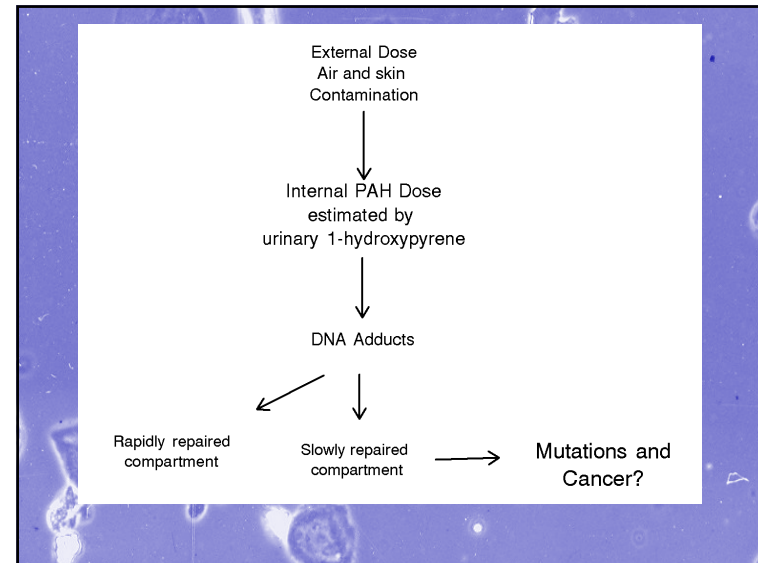 External Dose
Air and skin
Contamination
Internal PAH Dose
estimated by
urinary 1-hydroxypyrene
DNA Adducts
Rapidly repaired
compartment
Slowly repaired
compartment
Mutations and
Cancer?